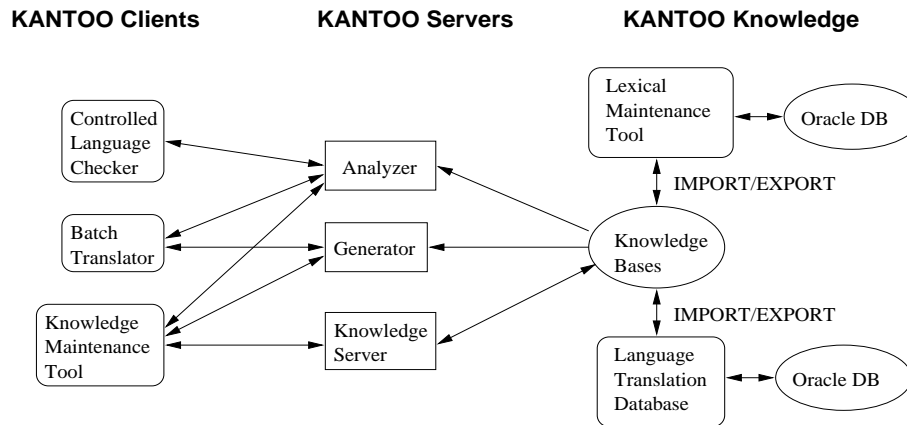 KANTOO Clients
KANTOO Servers
KANTOO Knowledge
Controlled
Language
Checker
Batch
Translator
Knowledge
Maintenance
Tool
Analyzer
Generator
Knowledge
Server
Lexical
Maintenance
Tool
Oracle DB
IMPORT/EXPORT
Knowledge
Bases
IMPORT/EXPORT
Language
Translation
Database
Oracle DB